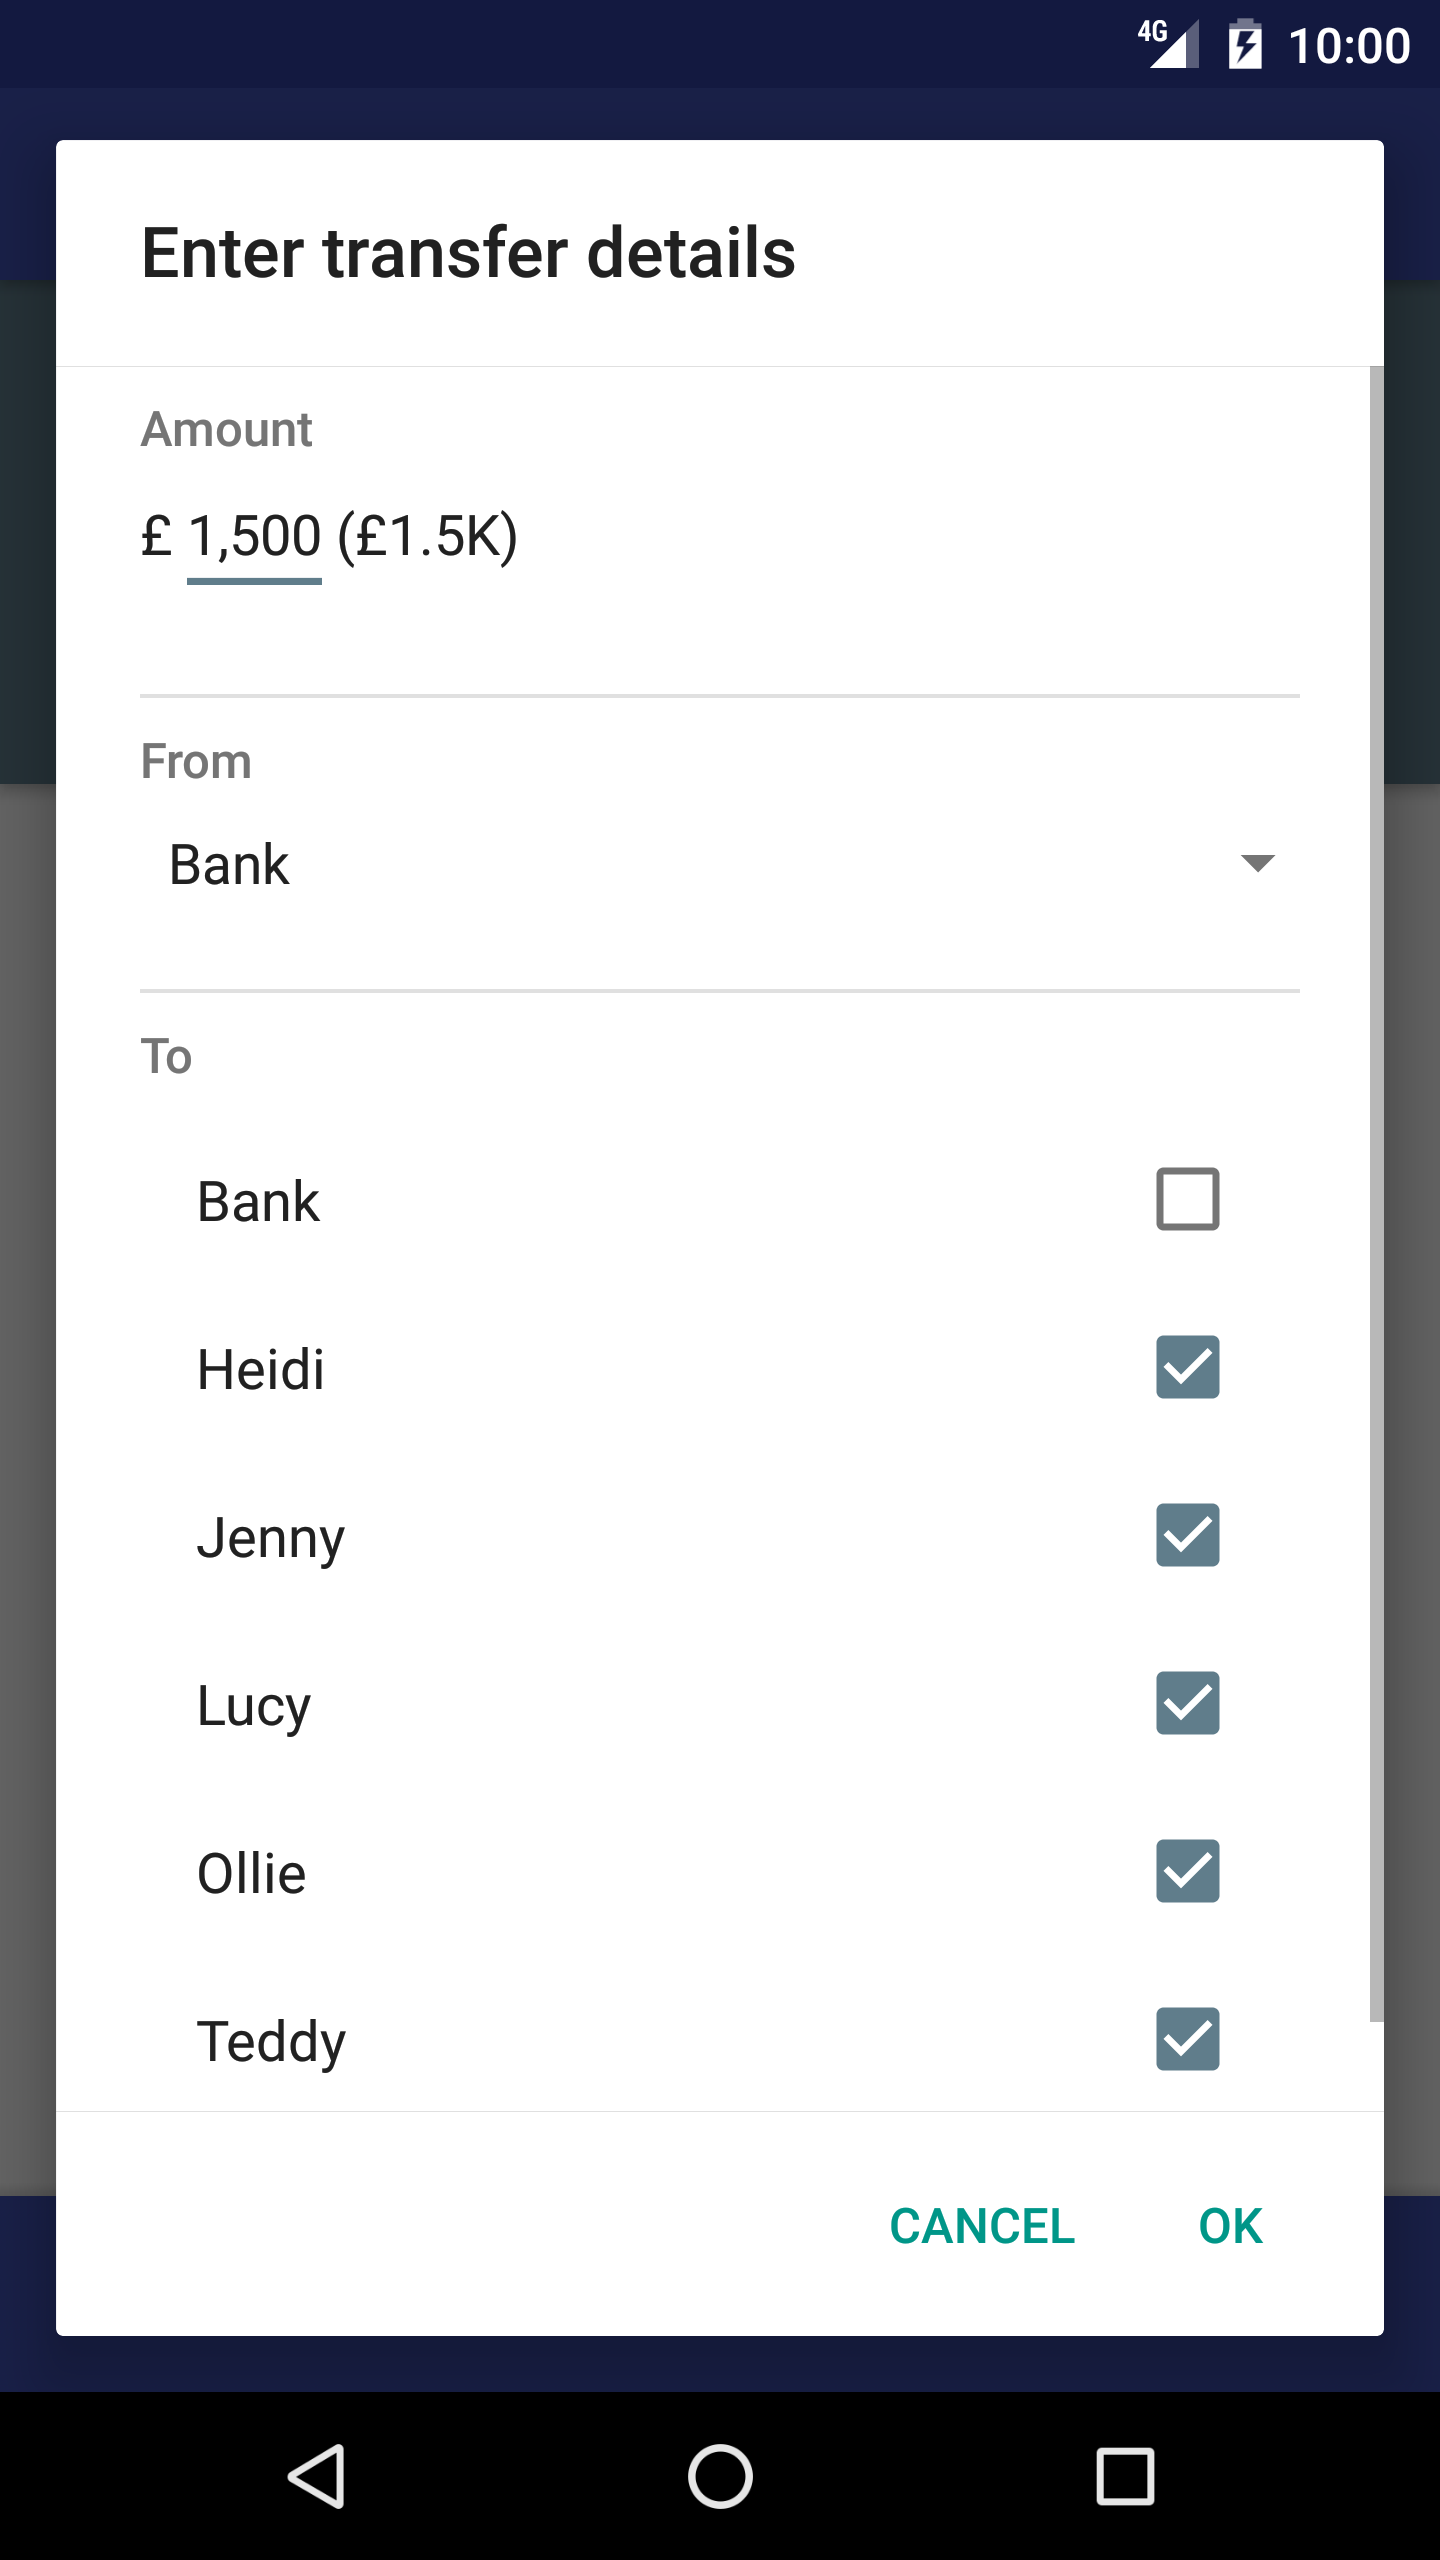 4G 10:00
Enter transfer details
Amount
£ 1,500 (£1.5K)
From
Bank
To
Bank
Heidi
Jenny
Lucy
Ollie
Teddy
CANCEL OK